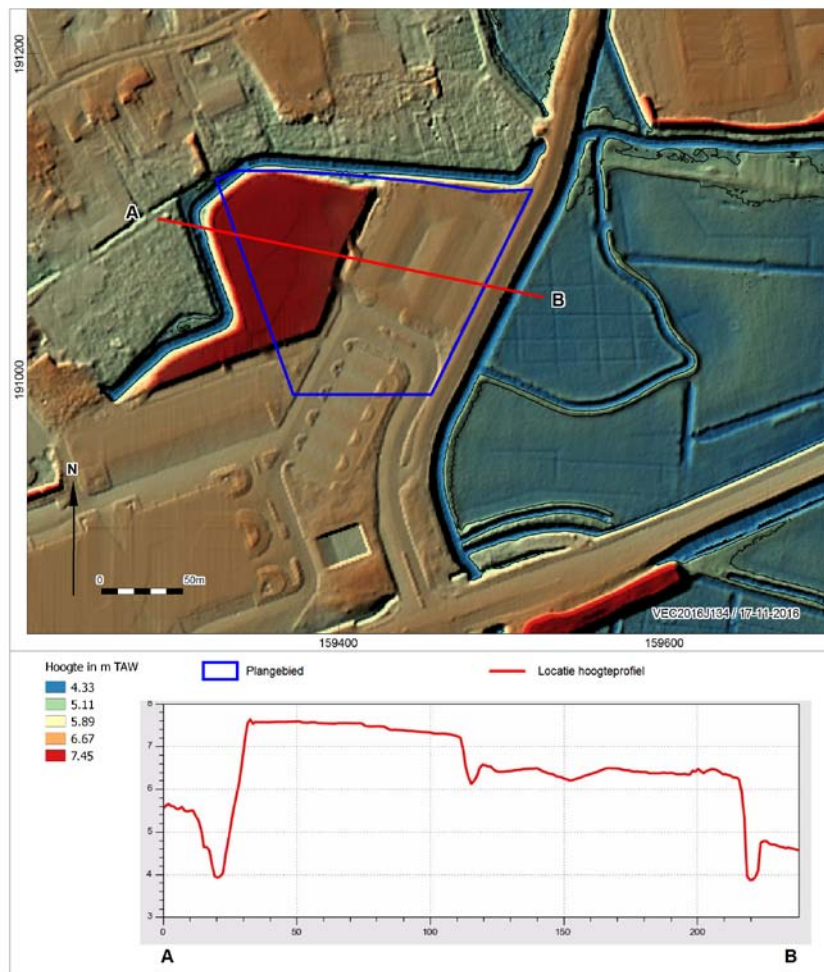 191200
A
B
191000
N
0 50m
VEC2016J134 / 17-11-2016
159400 159600
Hoogte in m TAW
4.33
5.11
5.89
6.67
7.45
Plangebied
Locatie hoogteprofiel
8
7
6
5
4
3
0 50 100 150 200
A B